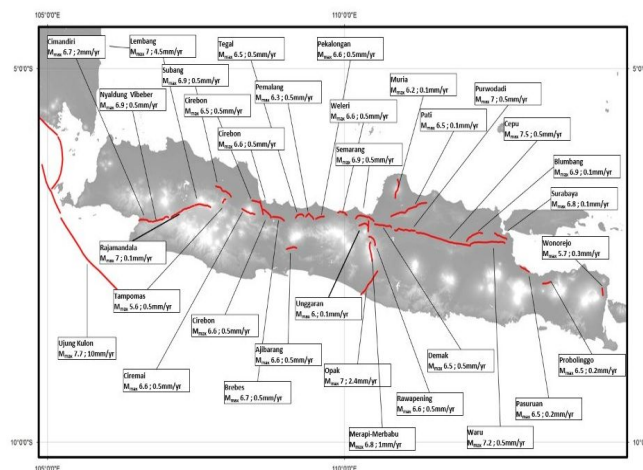 105°0'0"E
110°0'0"E
5°0'0"S
5°0'0"
Cimandiri
Mmax 6.7 ; 2mm/yr
Lembang
Mmax 7 ; 4.5mm/yr
Subang
Mmax 6.9 ; 0.5mm/yr
Nyaldung Vibeber
Mmax 6.9 ; 0.5mm/yr
Cirebon
Mmax 6.5 ; 0.5mm/yr
Cirebon
Mmax 6.6 ; 0.5mm/yr
Tegal
Mmax 6.5 ; 0.5mm/yr
Pemalang
Mmax 6.3 ; 0.5mm/yr
Pekalongan
Mmax 6.6 ; 0.5mm/yr
Weleri
Mmax 6.6 ; 0.5mm/yr
Semarang
Mmax 6.9 ; 0.5mm/yr
Muria
Mmax 6.2 ; 0.1mm/yr
Pati
Mmax 6.5 ; 0.1mm/yr
Purwodadi
Mmax 7 ; 0.5mm/yr
Cepu
Mmax 7.5 ; 0.5mm/yr
Blumbang
Mmax 6.9 ; 0.1mm/yr
Surabaya
Mmax 6.8 ; 0.1mm/yr
Wonorejo
Mmax 5.7 ; 0.3mm/yr
Rajamandala
Mmax 7 ; 0.1mm/yr
Tampomas
Mmax 5.6 ; 0.5mm/yr
Ujung Kulon
Mmax 7.7 ; 10mm/yr
Ciremai
Mmax 6.6 ; 0.5mm/yr
Cirebon
Mmax 6.6 ; 0.5mm/yr
Brebes
Mmax 6.7 ; 0.5mm/yr
Ajibarang
Mmax 6.6 ; 0.5mm/yr
Unggaran
Mmax 6 ; 0.1mm/yr
Opak
Mmax 7 ; 2.4mm/yr
Merapi-Merbabu
Mmax 6.8 ; 1mm/yr
Rawapening
Mmax 6.6 ; 0.5mm/yr
Demak
Mmax 6.5 ; 0.5mm/yr
Waru
Mmax 7.2 ; 0.5mm/yr
Pasuruan
Mmax 6.5 ; 0.2mm/yr
Probolinggo
Mmax 6.5 ; 0.2mm/yr
10°0'0"S
10°0'0"
105°0'0"E
110°0'0"E